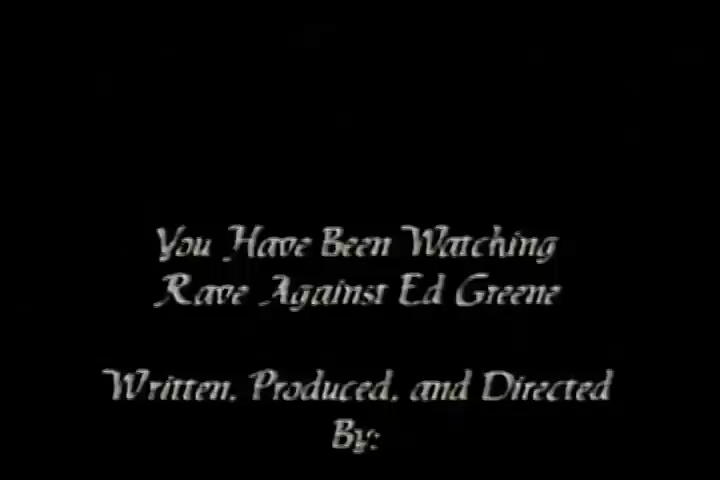 You Have Been Watching
Rave Against Ed Greene
Written, Produced, and Directed
By: